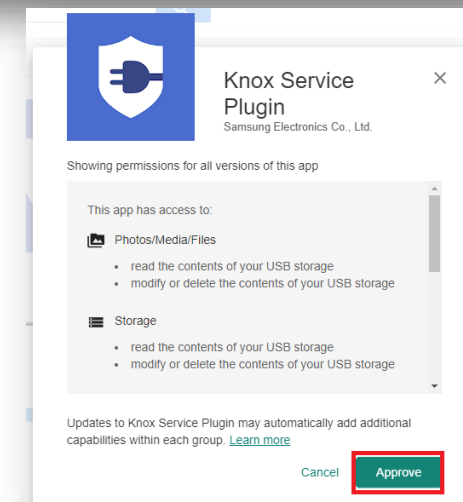 Knox Service
Plugin
Samsung Electronics Co., Ltd.
Showing permissions for all versions of this app
This app has access to:
Photos/Media/Files
• read the contents of your USB storage
• modify or delete the contents of your USB storage
Storage
• read the contents of your USB storage
• modify or delete the contents of your USB storage
Updates to Knox Service Plugin may automatically add additional
capabilities within each group. Learn more
Cancel Approve